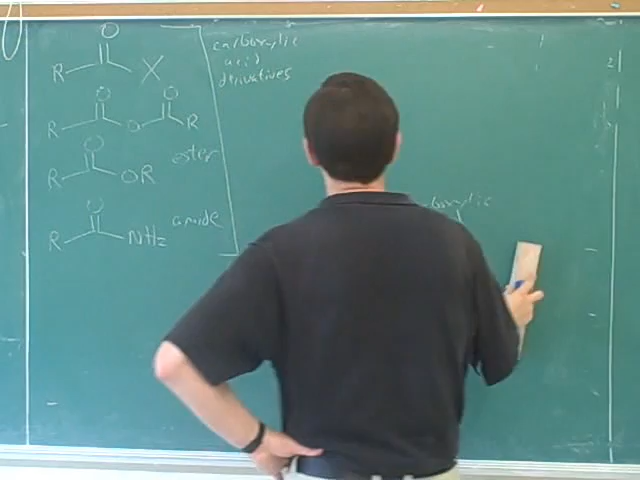 O
R X
carboxylic
acid
derivatives
O O
R O R
O
R OR
ester
O
R NH2
amide